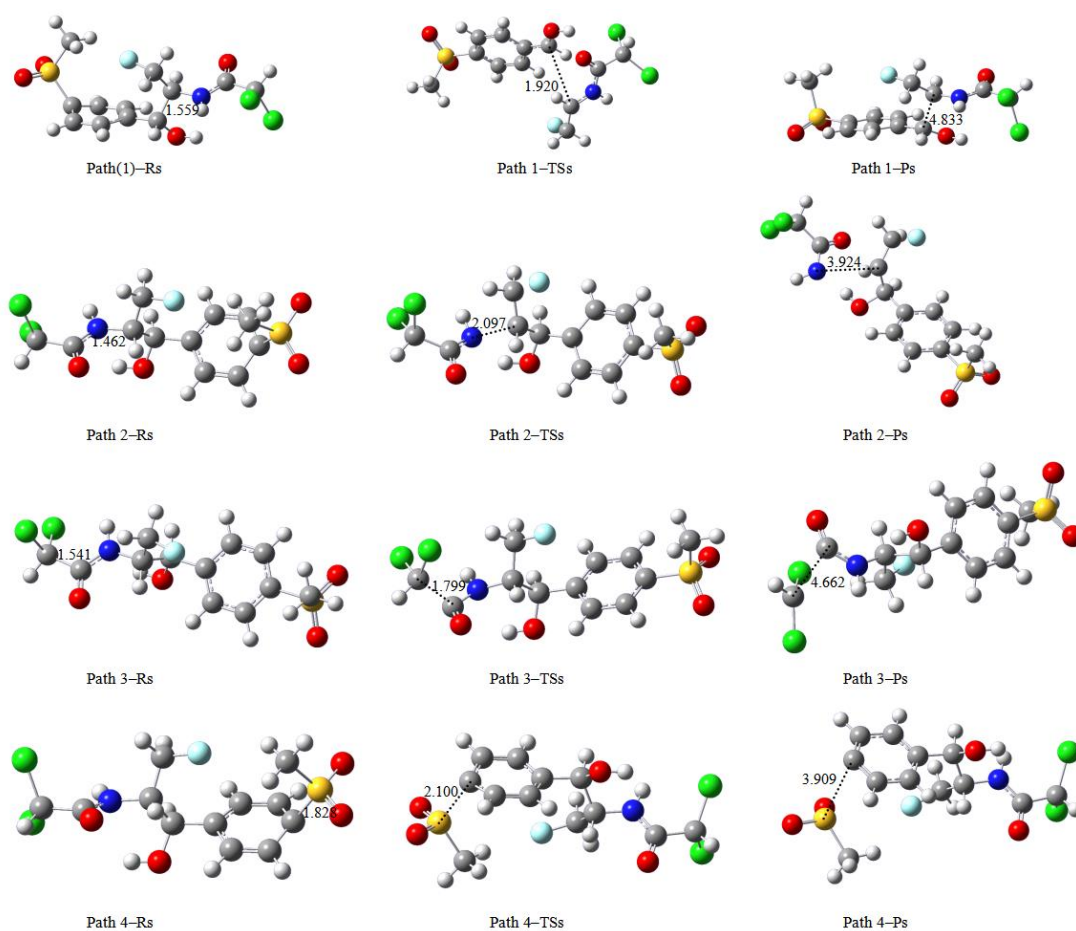 1.559
1.920
4.833
Path(1)–Rs
Path 1–TSs
Path 1–Ps
1.462
2.097
3.924
Path 2–Rs
Path 2–TSs
Path 2–Ps
1.541
1.799
4.662
Path 3–Rs
Path 3–TSs
Path 3–Ps
1.828
2.100
3.909
Path 4–Rs
Path 4–TSs
Path 4–Ps